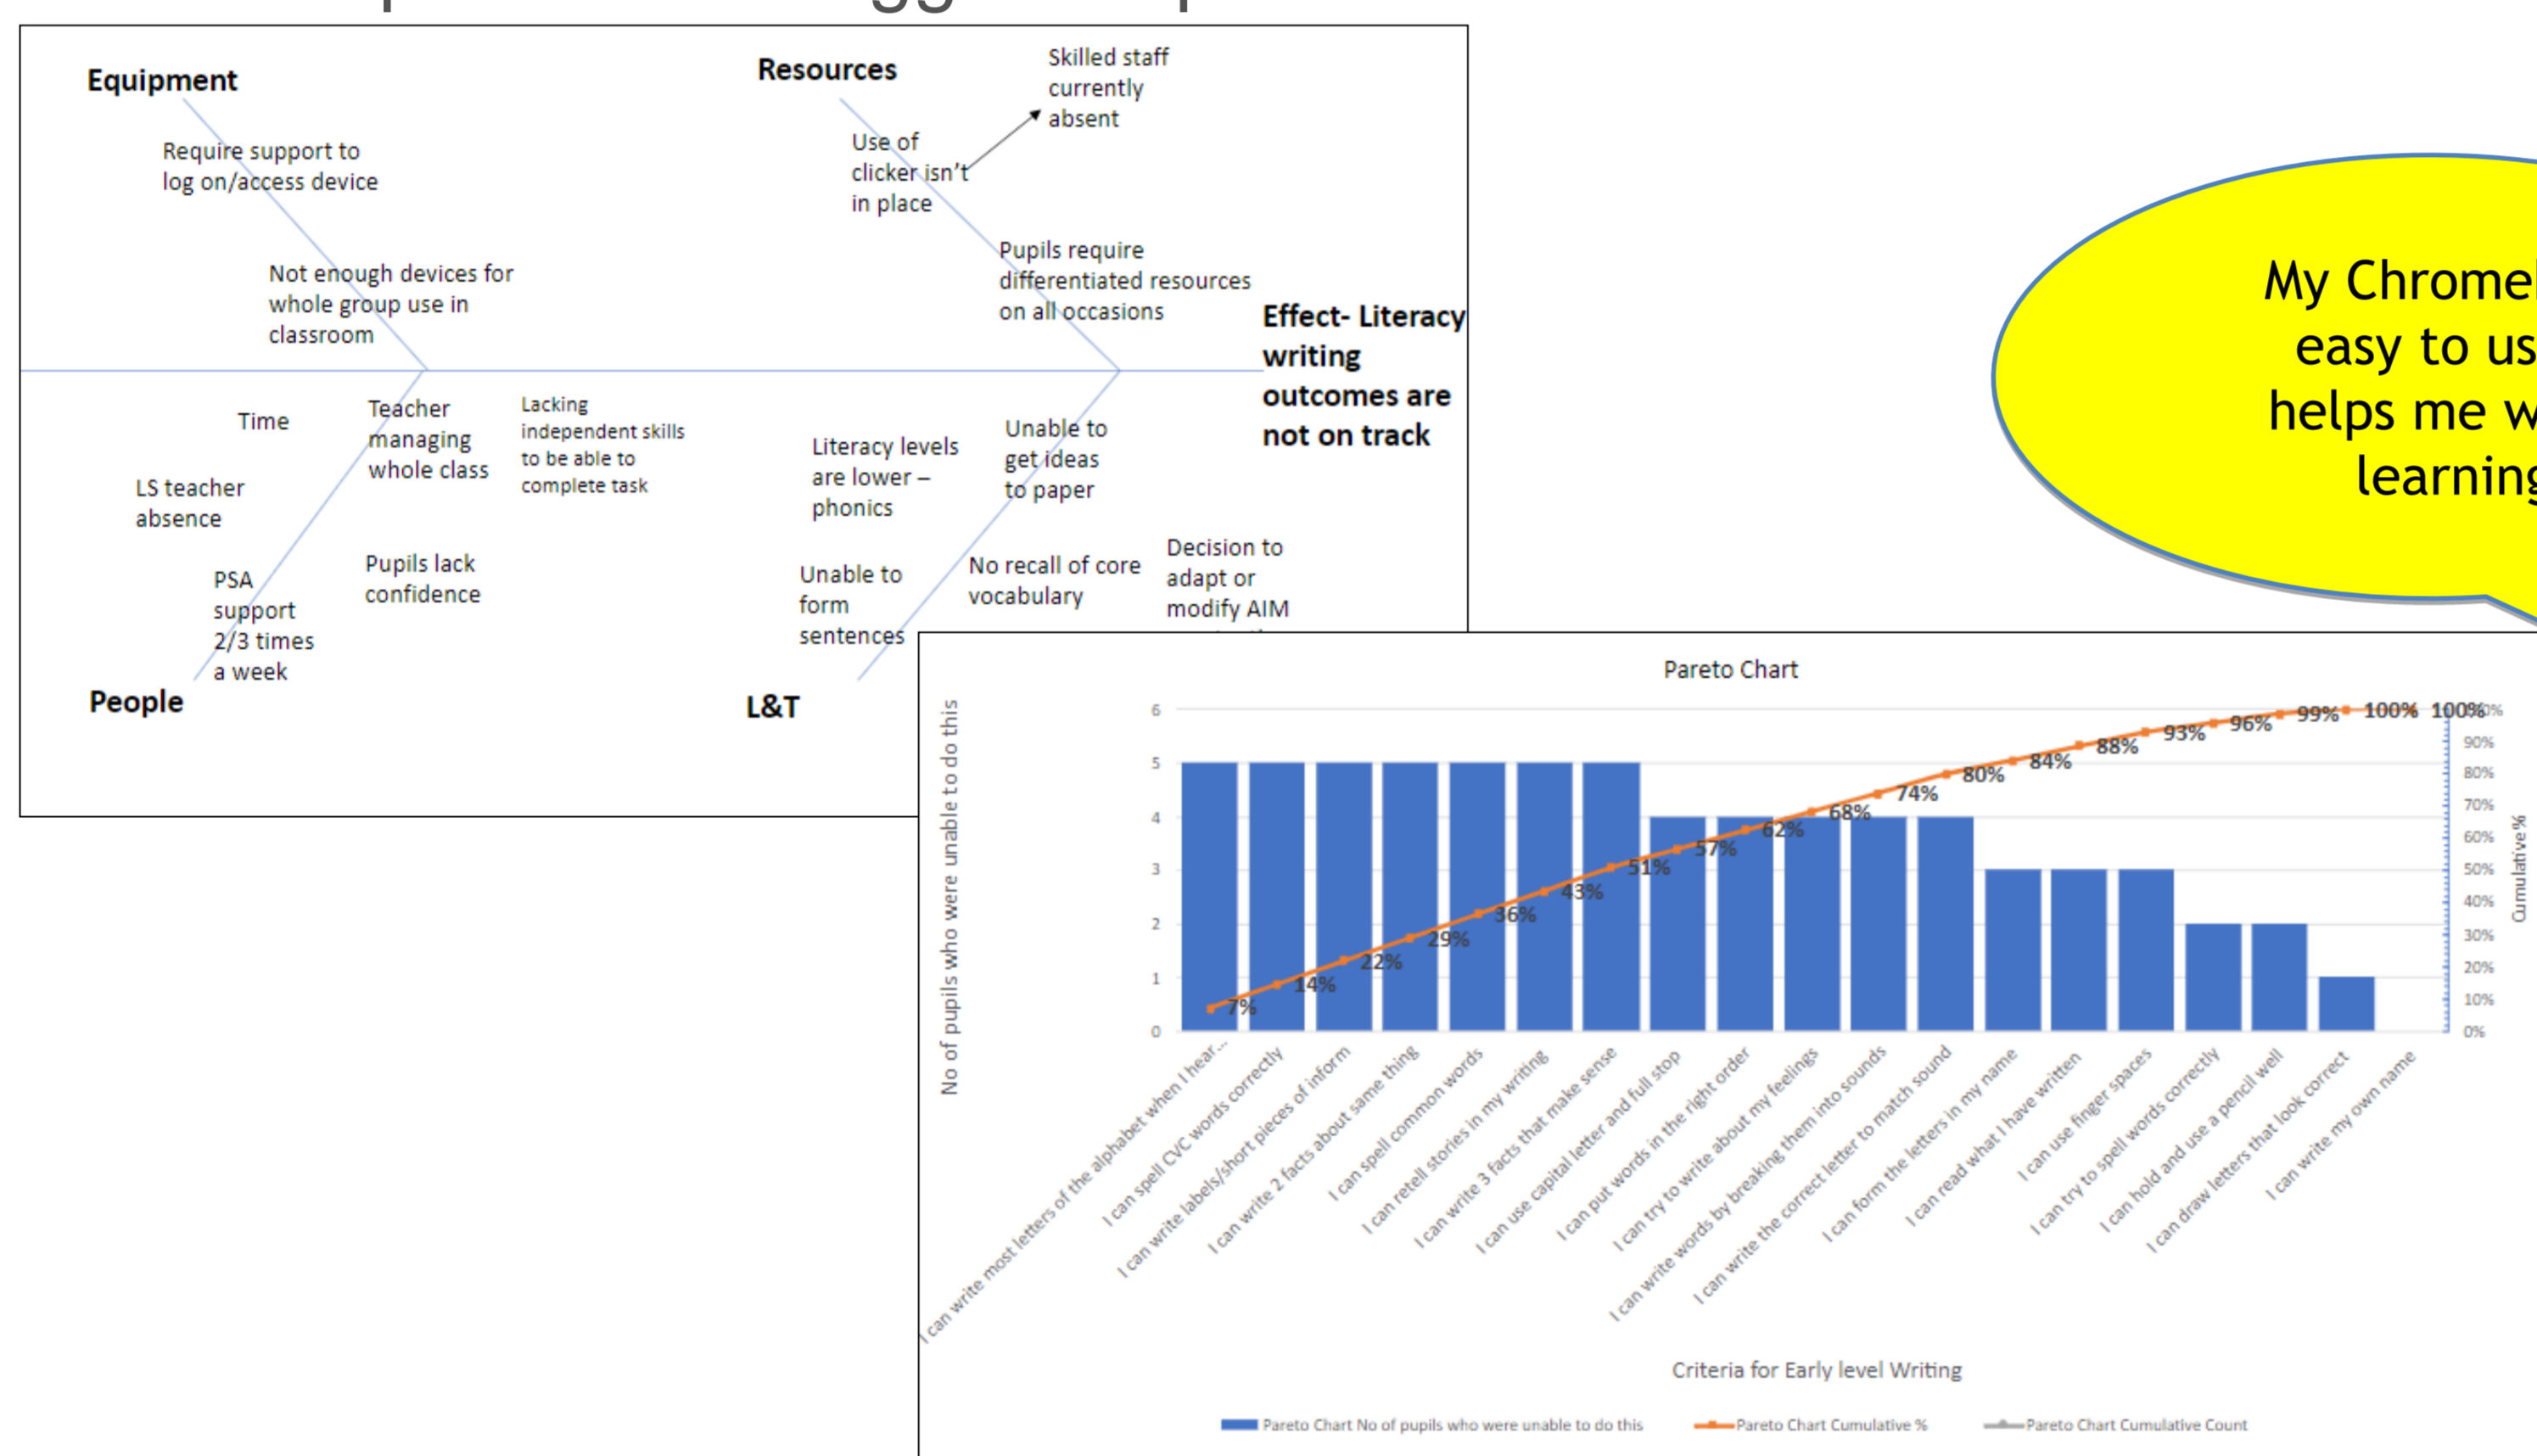 Equipment
Require support to
log on/access device
Not enough devices for
whole group use in
classroom
Resources
Skilled staff
currently
absent
Use of
clicker isn't
in place
Pupils require
differentiated resources
on all occasions
Effect- Literacy
writing
outcomes are
not on track
Time
Teacher
managing
whole class
Lacking
independent skills
to be able to
complete task
LS teacher
absence
PSA
support
2/3 times
a week
Pupils lack
confidence
People
Literacy levels
are lower –
phonics
Unable to
get ideas
to paper
Unable to
form
sentences
No recall of core
vocabulary
Decision to
adapt or
modify AIM
L&T
My Chrome
easy to us
helps me w
learning
Pareto Chart
No of pupils who were unable to do this
6
5
4
3
2
1
0
7%
14%
22%
29%
36%
43%
51%
57%
62%
68%
74%
80%
84%
88%
93%
96%
99%
100%
100%
90%
80%
70%
60%
50%
40%
30%
20%
10%
0%
Cumulative %
I can write most letters of the alphabet when I hear...
I can spell CVC words correctly
I can write labels/short pieces of inform
I can write 2 facts about same thing
I can spell common words
I can retell stories in my writing
I can write 3 facts that make sense
I can use capital letter and full stop
I can put words in the right order
I can try to write about my feelings
I can write words by breaking them into sounds
I can write the correct letter to match sound
I can form the letters in my name
I can read what I have written
I can use finger spaces
I can try to spell words correctly
I can hold and use a pencil well
I can draw letters that look correct
I can write my own name
Criteria for Early level Writing
Pareto Chart No of pupils who were unable to do this
Pareto Chart Cumulative %
Pareto Chart Cumulative Count